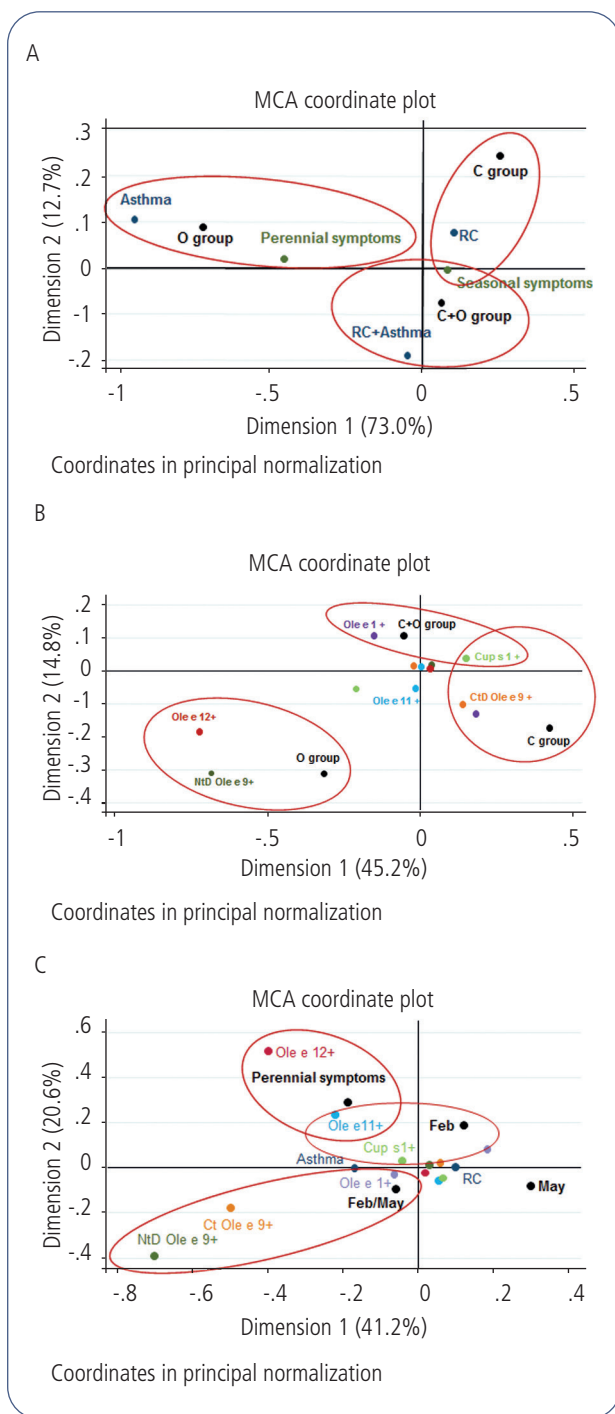 A
MCA coordinate plot
Dimension 2 (12.7%)
.3
.2
.1
0
-1
-.2
Asthma
O group
Perennial symptoms
C group
RC
Seasonal symptoms
C+O group
RC+Asthma
-1
-.5
0
.5
Dimension 1 (73.0%)
Coordinates in principal normalization
B
MCA coordinate plot
Dimension 2 (14.8%)
.2
.1
0
-1
-.2
-.3
-.4
Ole e 1 +
C+O group
Cup s 1 +
Ole e 11 +
CtD Ole e 9 +
C group
Ole e 12+
NtD Ole e 9+
O group
-1
-.5
0
.5
Dimension 1 (45.2%)
Coordinates in principal normalization
C
MCA coordinate plot
Dimension 2 (20.6%)
.6
.4
.2
0
-.2
-.4
Ole e 12+
Perennial symptoms
Ole e11+
Feb
Cup s1+
Asthma
RC
Ole e 1+
Feb/May
May
Ct Ole e 9+
NtD Ole e 9+
-.8
-.6
-.4
-.2
0
.2
.4
Dimension 1 (41.2%)
Coordinates in principal normalization